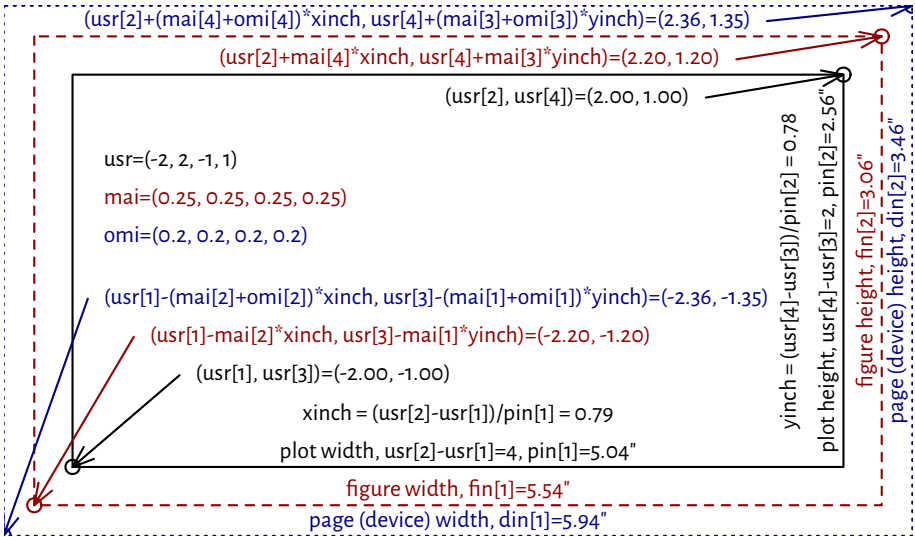 (usr[2]+(mai[4]+omi[4])*xinch, usr[4]+(mai[3]+omi[3])*yinch)=(2.36, 1.35)
(usr[2]+mai[4]*xinch, usr[4]+mai[3]*yinch)=(2.20, 1.20)
(usr[2], usr[4])=(2.00, 1.00)
usr=(-2, 2, -1, 1)
mai=(0.25, 0.25, 0.25, 0.25)
omi=(0.2, 0.2, 0.2, 0.2)
(usr[1]-(mai[2]+omi[2])*xinch, usr[3]-(mai[1]+omi[1])*yinch)=(-2.36, -1.35)
(usr[1]-mai[2]*xinch, usr[3]-mai[1]*yinch)=(-2.20, -1.20)
(usr[1], usr[3])=(-2.00, -1.00)
xinch = (usr[2]-usr[1])/pin[1] = 0.79
plot width, usr[2]-usr[1]=4, pin[1]=5.04"
figure width, fin[1]=5.54"
page (device) width, din[1]=5.94"
yinch = (usr[4]-usr[3])/pin[2] = 0.78
plot height, usr[4]-usr[3]=2, pin[2]=2.56"
figure height, fin[2]=3.06"
page (device) height, din[2]=3.46"